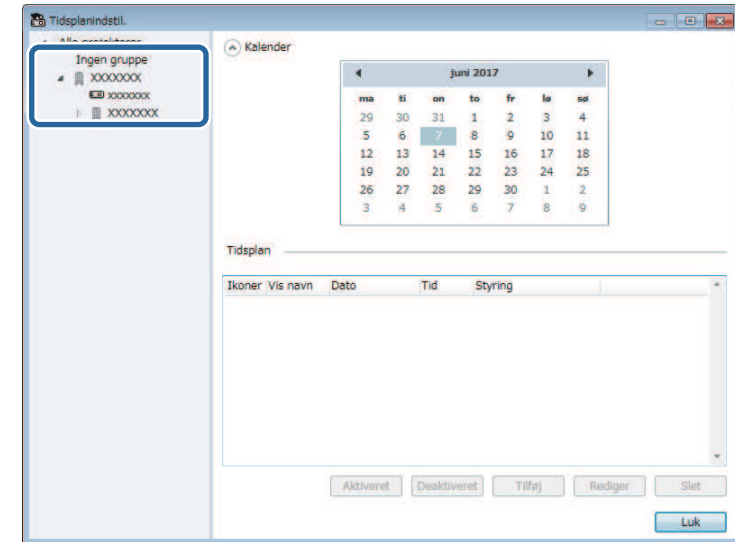 Tidsplanindstil.
Alle projektorer
Ingen gruppe
XXXXXXX
XXXXXXX
XXXXXXX
Kalender
juni 2017
ma ti on to fr lø sø
29 30 31 1 2 3 4
5 6 7 8 9 10 11
12 13 14 15 16 17 18
19 20 21 22 23 24 25
26 27 28 29 30 1 2
3 4 5 6 7 8 9
Tidsplan
Ikoner Vis navn Dato Tid Styring
Aktiveret Deaktiveret Tilføj Rediger Slet
Luk